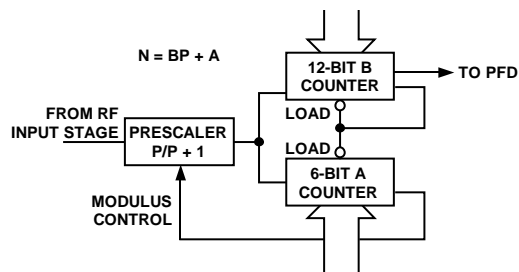 N = BP + A
12-BIT B
COUNTER
TO PFD
FROM RF
INPUT STAGE
PRESCALER
P/P + 1
LOAD
LOAD
6-BIT A
COUNTER
MODULUS
CONTROL